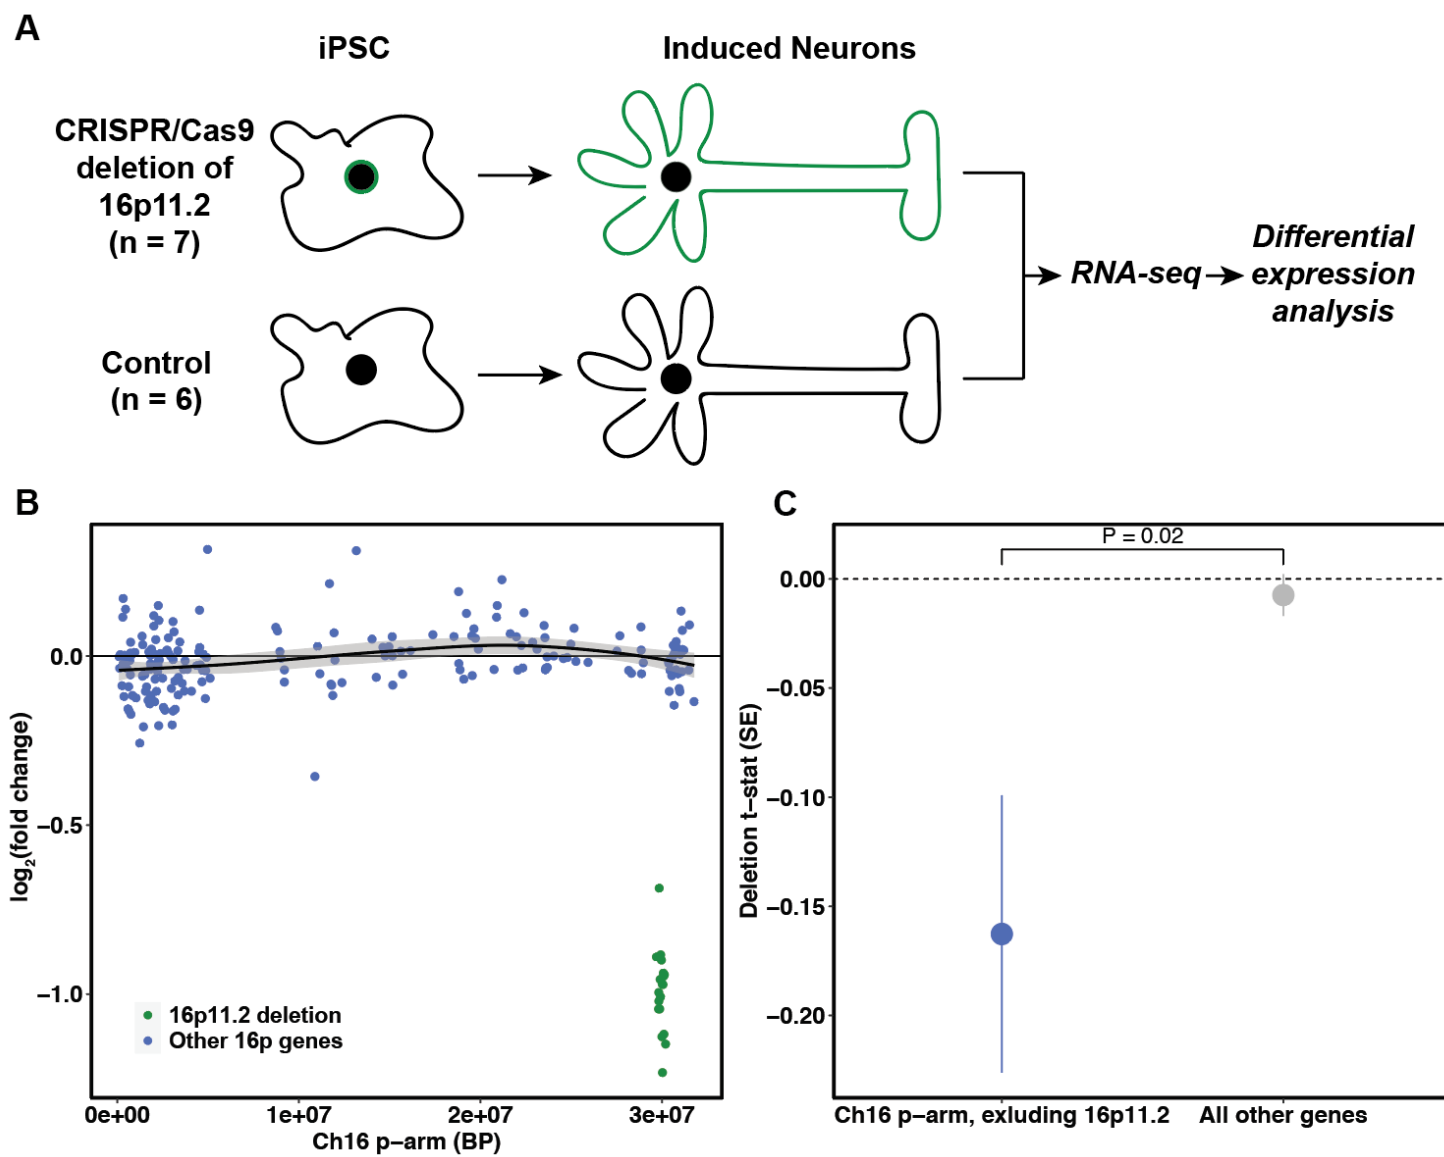 A
iPSC
Induced Neurons
CRISPR/Cas9
deletion of
16p11.2
(n = 7)
Control
(n = 6)
RNA-seq
Differential
expression
analysis
B
log2(fold change)
0.0
−0.5
−1.0
16p11.2 deletion
Other 16p genes
0e+00
1e+07
2e+07
3e+07
Ch16 p−arm (BP)
C
P = 0.02
Deletion t−stat (SE)
0.00
−0.05
−0.10
−0.15
−0.20
Ch16 p−arm, exluding 16p11.2
All other genes